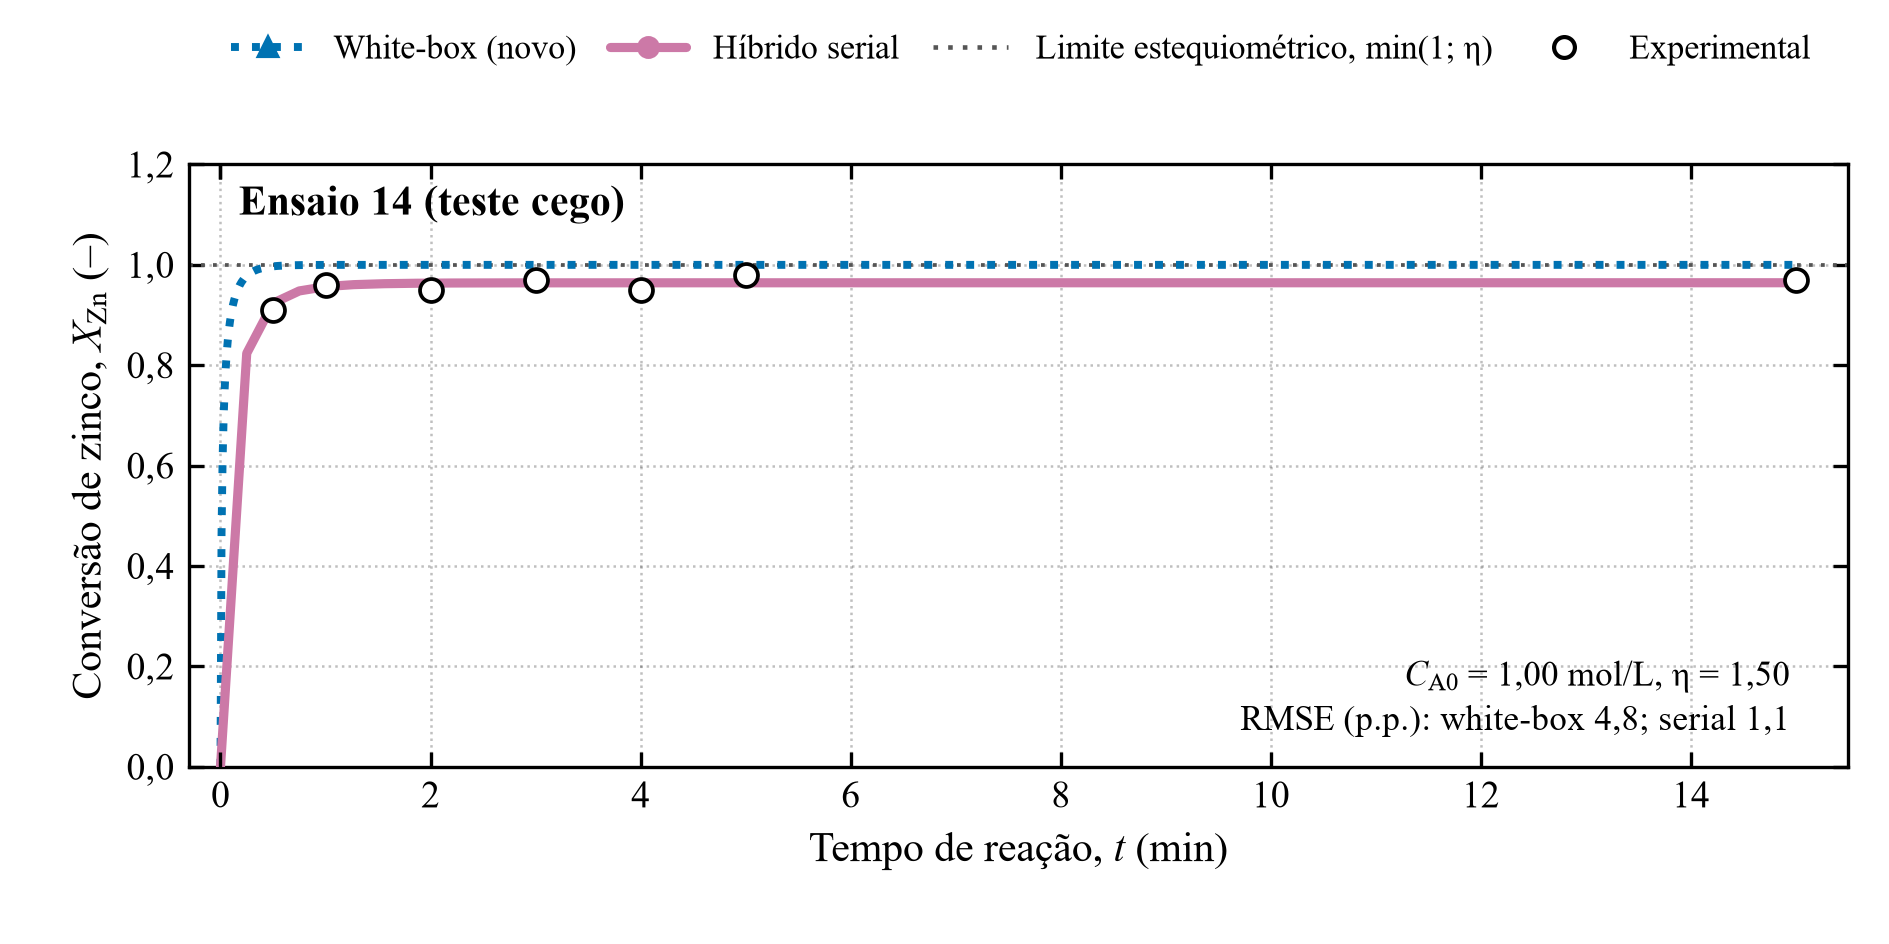 White-box (novo) Híbrido serial Limite estequiométrico, min(1; η) Experimental
1,2
Ensaio 14 (teste cego)
1,0
0,8
0,6
0,4
0,2
0,0
Conversão de zinco, XZn (−)
CA0 = 1,00 mol/L, η = 1,50
RMSE (p.p.): white-box 4,8; serial 1,1
0 2 4 6 8 10 12 14
Tempo de reação, t (min)